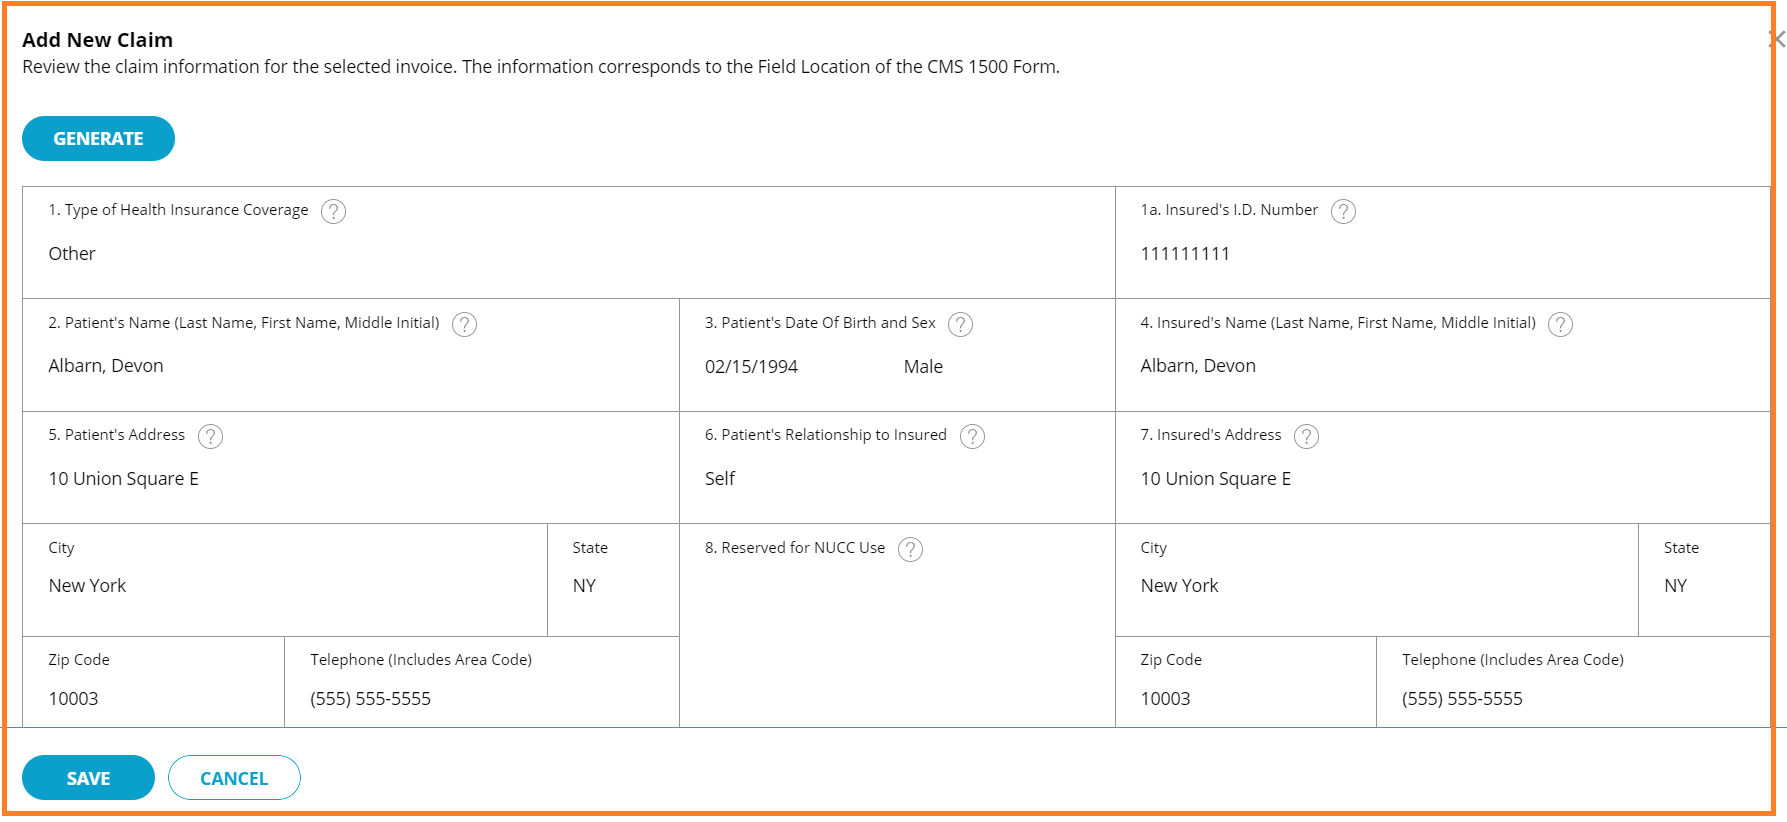 Add New Claim
Review the claim information for the selected invoice. The information corresponds to the Field Location of the CMS 1500 Form.
GENERATE
1. Type of Health Insurance Coverage ?
Other
1a. Insured's I.D. Number ?
111111111
2. Patient's Name (Last Name, First Name, Middle Initial) ?
Albarn, Devon
3. Patient's Date Of Birth and Sex ?
02/15/1994 Male
4. Insured's Name (Last Name, First Name, Middle Initial) ?
Albarn, Devon
5. Patient's Address ?
10 Union Square E
6. Patient's Relationship to Insured ?
Self
7. Insured's Address ?
10 Union Square E
City
New York
State
NY
8. Reserved for NUCC Use ?
City
New York
State
NY
Zip Code
10003
Telephone (Includes Area Code)
(555) 555-5555
Zip Code
10003
Telephone (Includes Area Code)
(555) 555-5555
SAVE
CANCEL